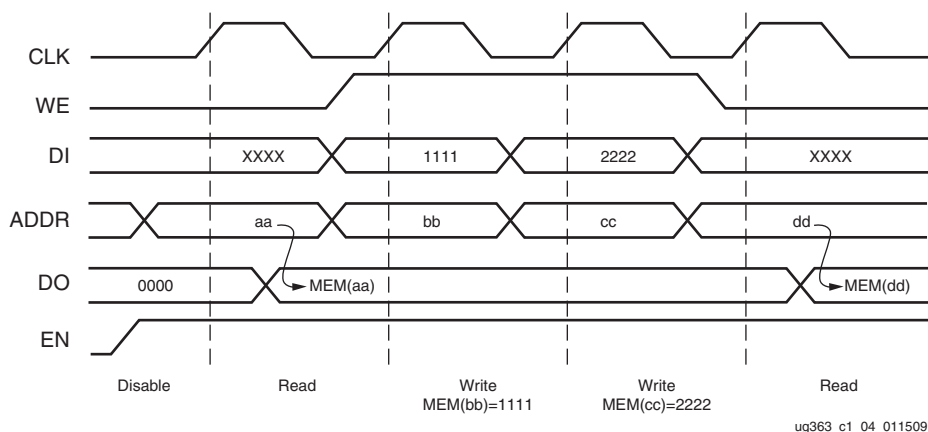 CLK
WE
DI XXXX 1111 2222 XXXX
ADDR aa bb cc dd
DO 0000 MEM(aa) MEM(dd)
EN
Disable Read Write Write Read
MEM(bb)=1111 MEM(cc)=2222
ug363_c1_04_011509